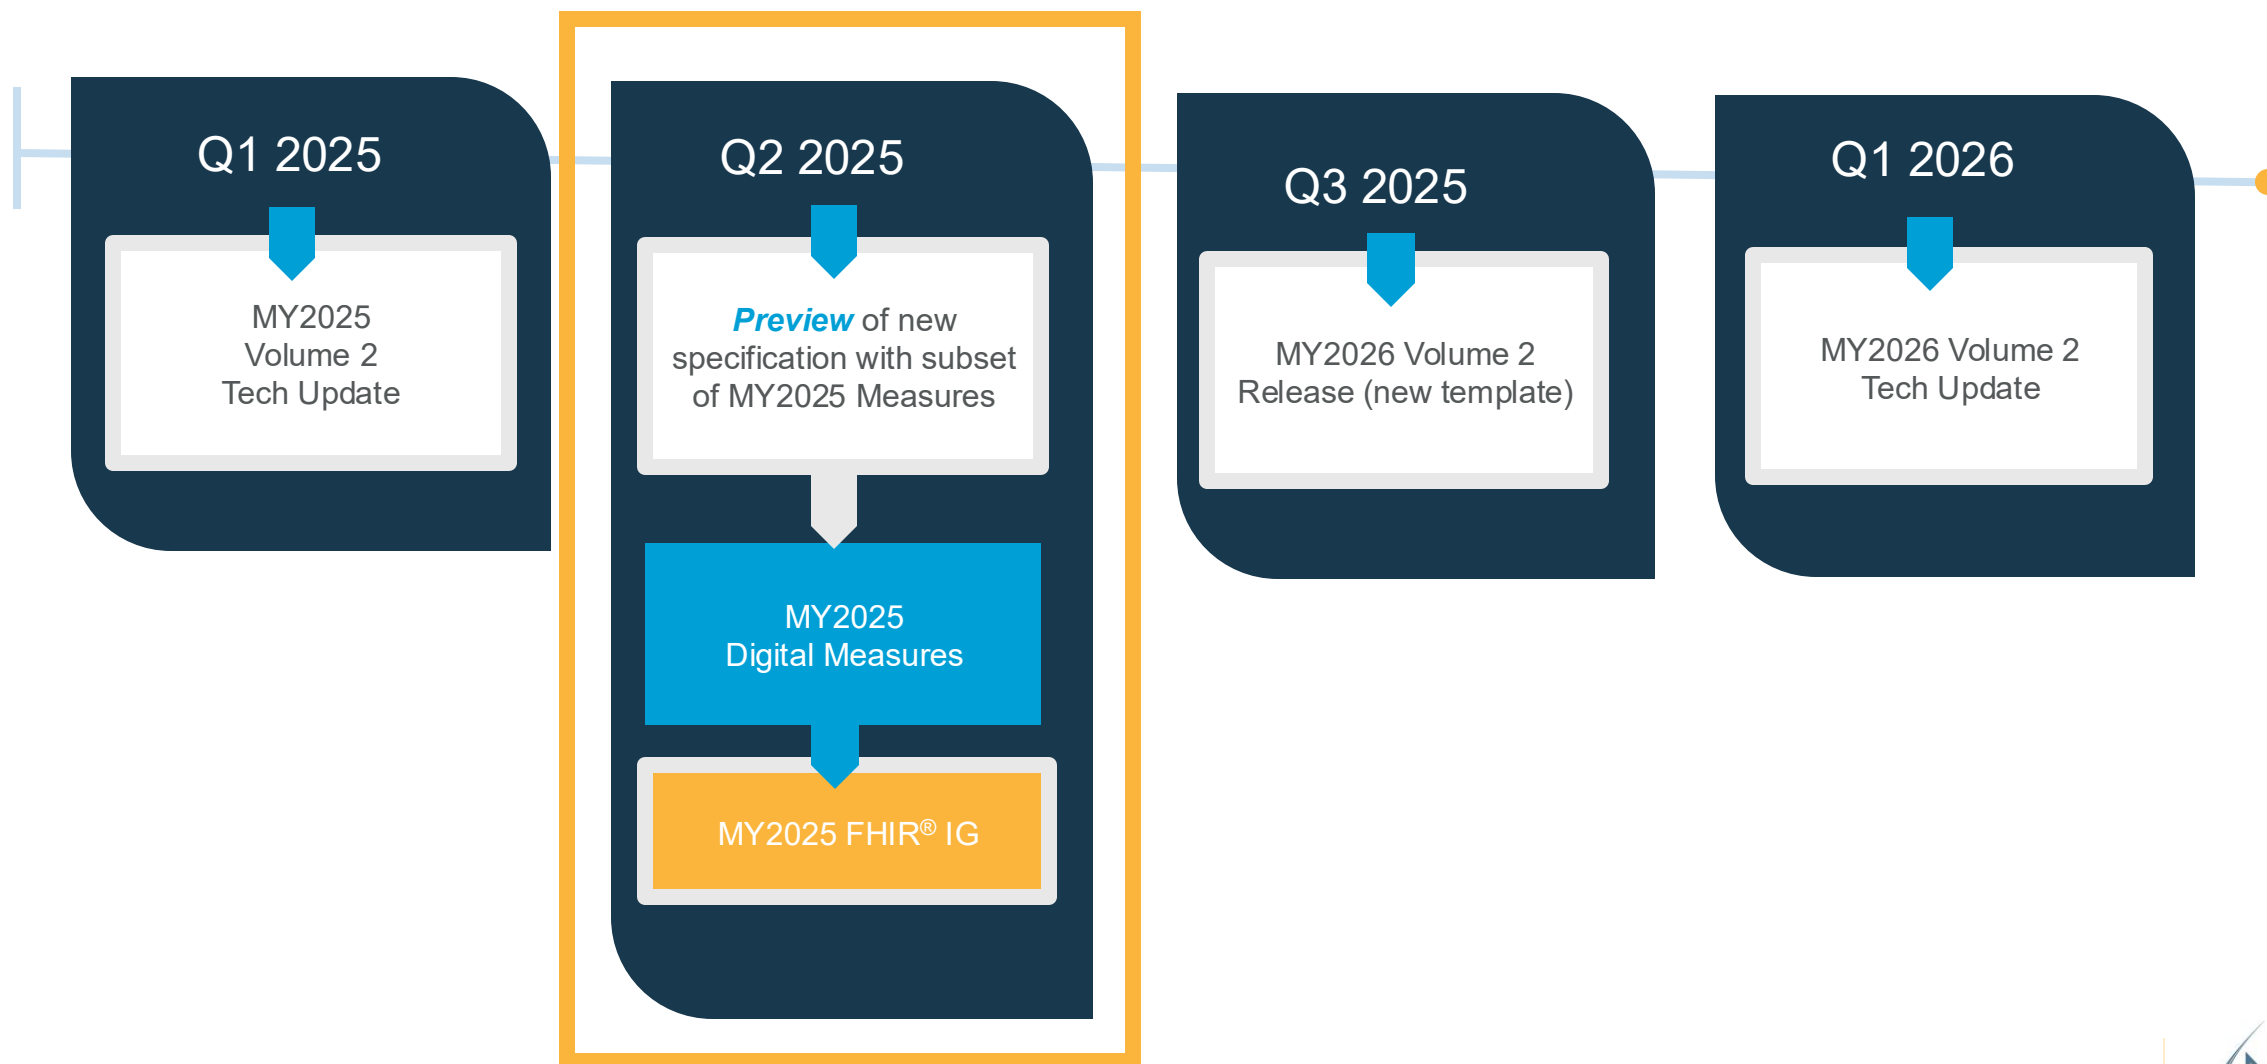 Q1 2025
MY2025
Volume 2
Tech Update
Q2 2025
Preview of new
specification with subset
of MY2025 Measures
MY2025
Digital Measures
MY2025 FHIR® IG
Q3 2025
MY2026 Volume 2
Release (new template)
Q1 2026
MY2026 Volume 2
Tech Update